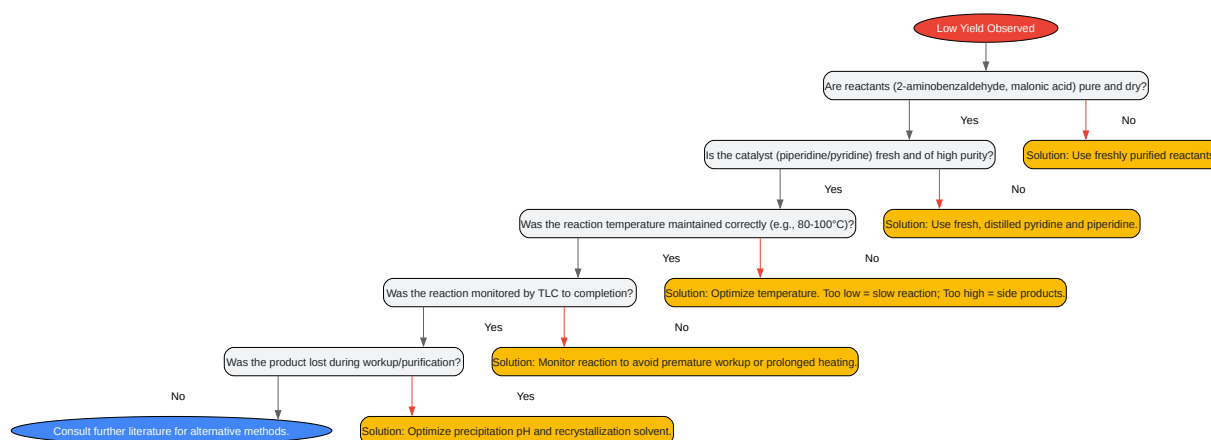 Low Yield Observed
Are reactants (2-aminobenzaldehyde, malonic acid) pure and dry?
Yes
No
Is the catalyst (piperidine/pyridine) fresh and of high purity?
Solution: Use freshly purified reactants
Yes
No
Was the reaction temperature maintained correctly (e.g., 80-100°C)?
Solution: Use fresh, distilled pyridine and piperidine.
Yes
No
Was the reaction monitored by TLC to completion?
Solution: Optimize temperature. Too low = slow reaction; Too high = side products.
Yes
No
Was the product lost during workup/purification?
Solution: Monitor reaction to avoid premature workup or prolonged heating.
No
Yes
Consult further literature for alternative methods.
Solution: Optimize precipitation pH and recrystallization solvent.